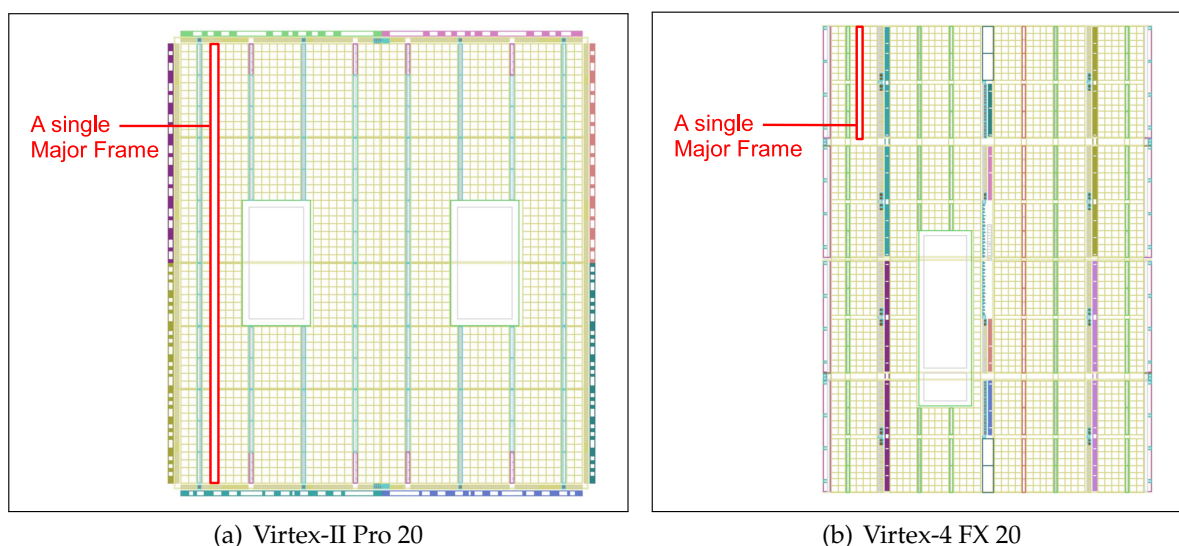 A single
Major Frame
A single
Major Frame
(a) Virtex-II Pro 20
(b) Virtex-4 FX 20